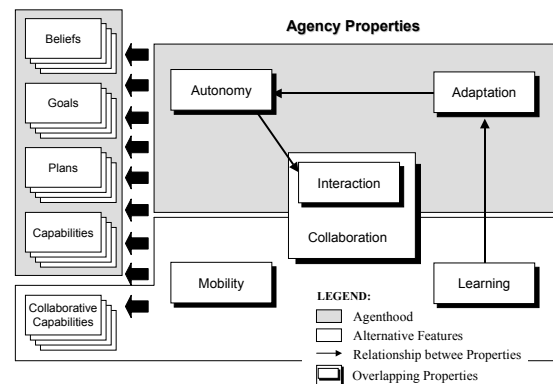 Agency Properties
Beliefs
Goals
Plans
Capabilities
Collaborative
Capabilities
Autonomy
Adaptation
Interaction
Collaboration
Mobility
Learning
LEGEND:
Agenthood
Alternative Features
Relationship betwee Properties
Overlapping Properties